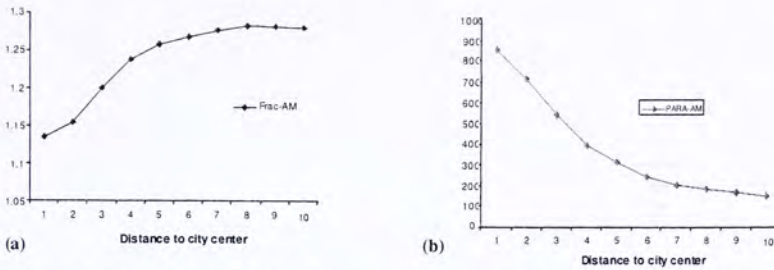 1.3
1.25
1.2
1.15
1.1
1.05
1 2 3 4 5 6 7 8 9 10
Frac-AM
Distance to city center
(a)
1000
900
800
700
600
500
400
300
200
100
0
1 2 3 4 5 6 7 8 9 10
PARA-AM
Distance to city center
(b)